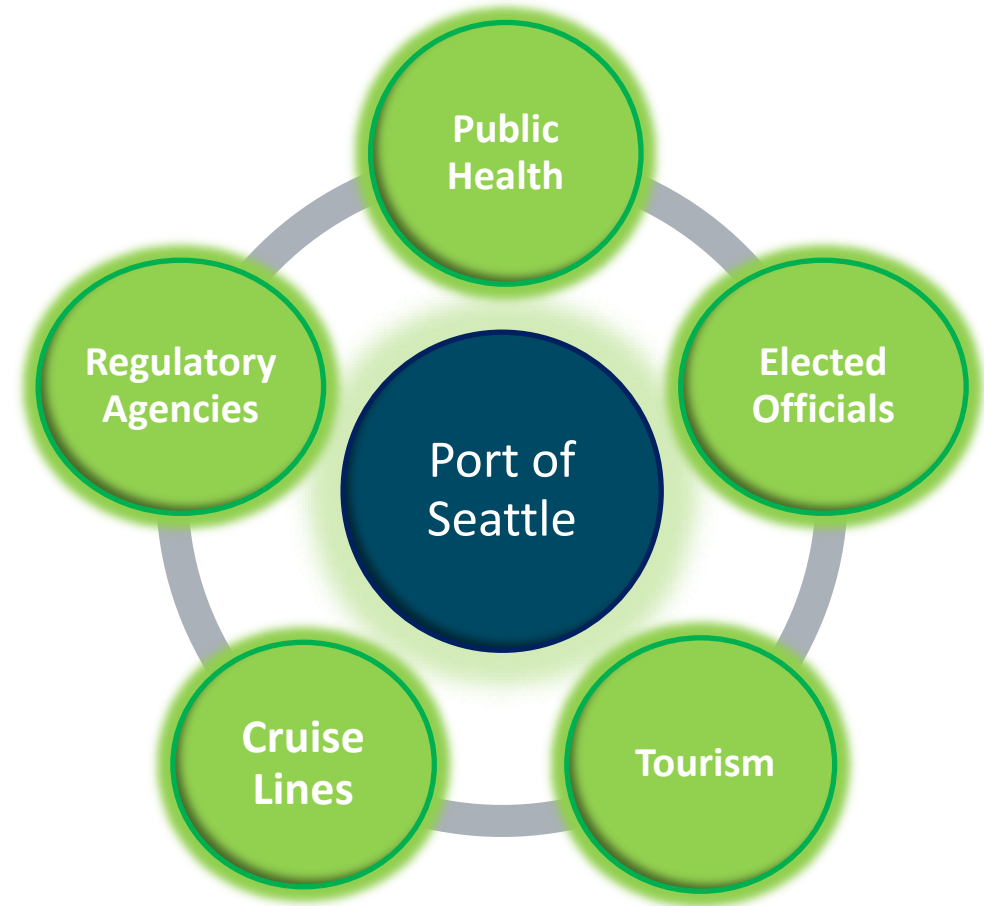 Public
Health
Elected
Officials
Tourism
Cruise
Lines
Regulatory
Agencies
Port of
Seattle